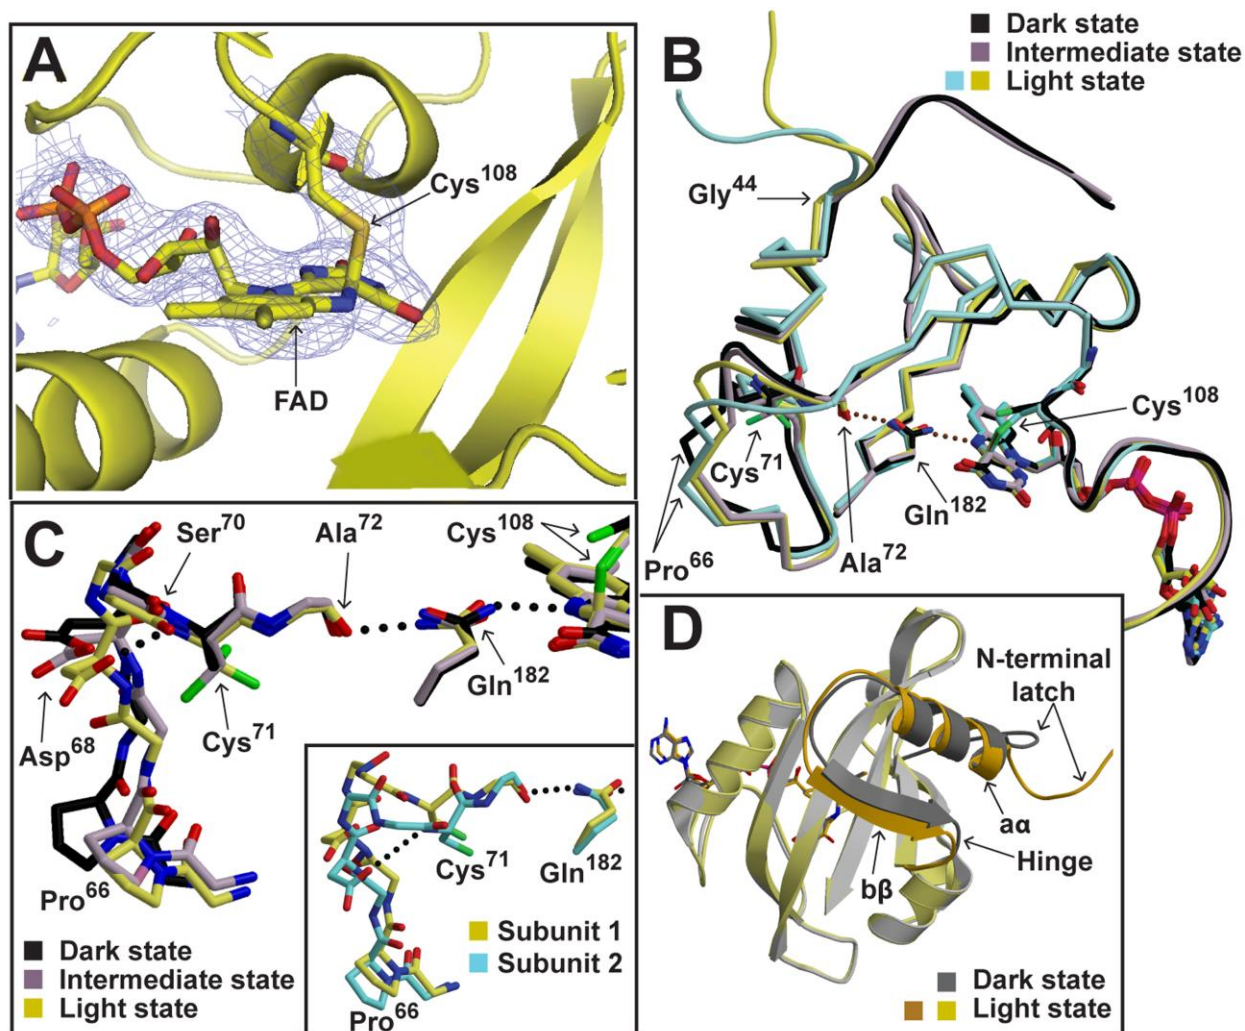 A
Cys108
FAD
B
Dark state
Intermediate state
Light state
Gly44
Cys71
Cys108
Gln182
Pro66
Ala72
C
Ser70
Ala72
Cys108
Gln182
Asp68
Cys71
Pro66
Dark state
Intermediate state
Light state
Cys71
Gln182
Subunit 1
Subunit 2
Pro66
D
N-terminal
latch
aα
Hinge
bβ
Dark state
Light state